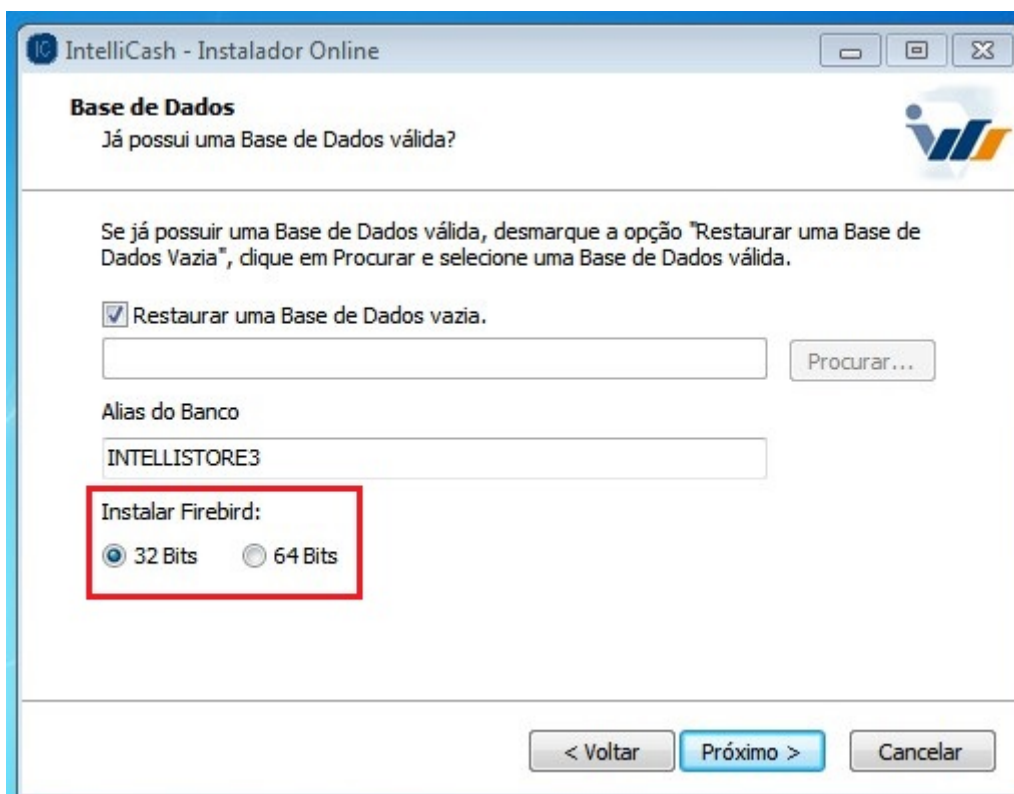 IC IntelliCash - Instalador Online
Base de Dados
Já possui uma Base de Dados válida?
Se já possuir uma Base de Dados válida, desmarque a opção "Restaurar uma Base de
Dados Vazia", clique em Procurar e selecione uma Base de Dados válida.
Restaurar uma Base de Dados vazia.
Procurar...
Alias do Banco
INTELLISTORE3
Instalar Firebird:
32 Bits 64 Bits
< Voltar Próximo > Cancelar